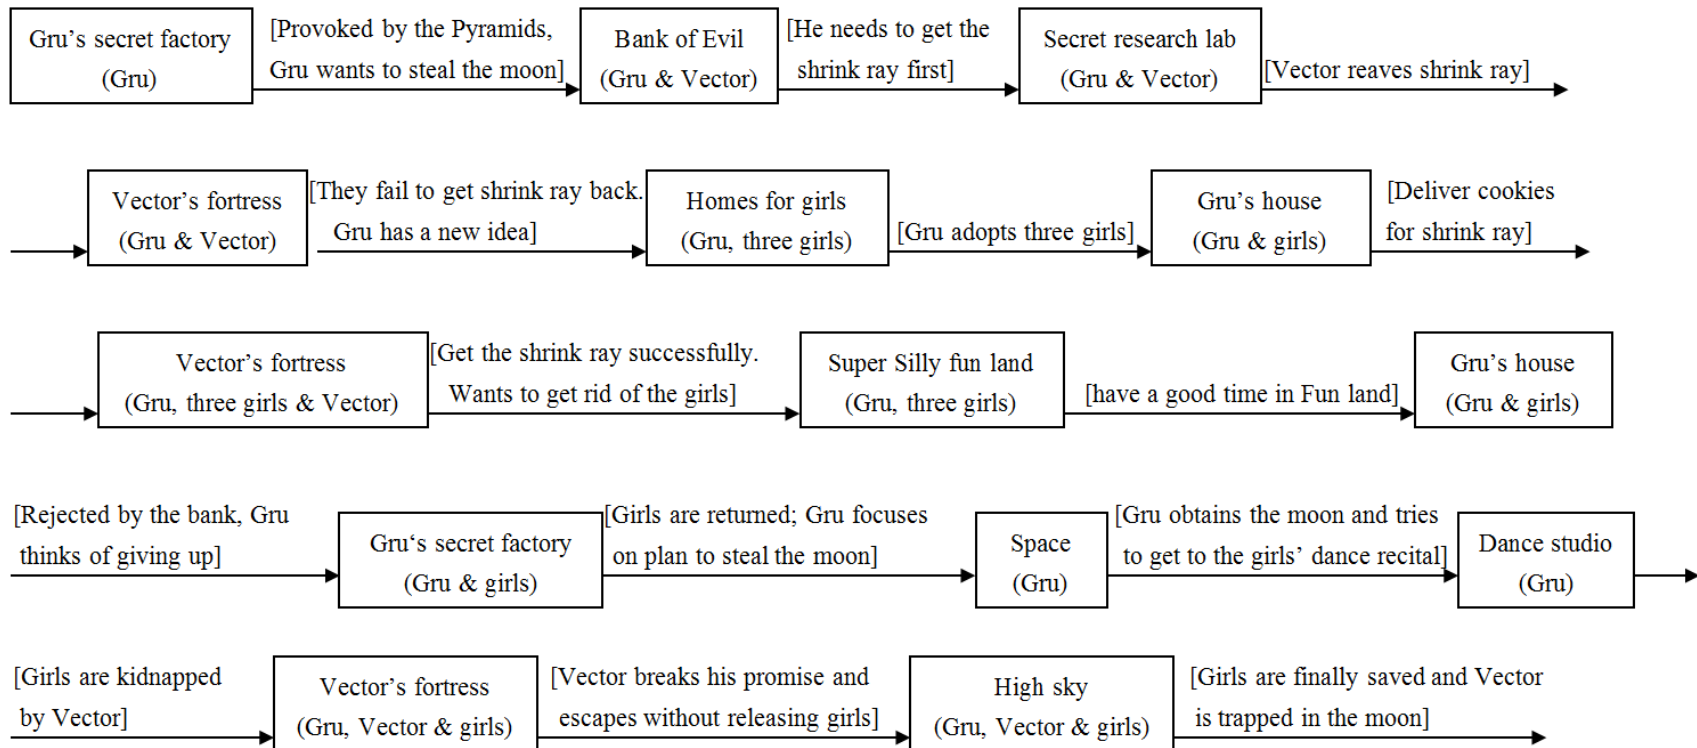 Gru's secret factory
(Gru)
[Provoked by the Pyramids,
Gru wants to steal the moon]
Bank of Evil
(Gru & Vector)
[He needs to get the
shrink ray first]
Secret research lab
(Gru & Vector)
[Vector reaves shrink ray]
Vector's fortress
(Gru & Vector)
[They fail to get shrink ray back.
Gru has a new idea]
Homes for girls
(Gru, three girls)
[Gru adopts three girls]
Gru's house
(Gru & girls)
[Deliver cookies
for shrink ray]
Vector's fortress
(Gru, three girls & Vector)
[Get the shrink ray successfully.
Wants to get rid of the girls]
Super Silly fun land
(Gru, three girls)
[have a good time in Fun land]
Gru's house
(Gru & girls)
[Rejected by the bank, Gru
thinks of giving up]
Gru‘s secret factory
(Gru & girls)
[Girls are returned; Gru focuses
on plan to steal the moon]
Space
(Gru)
[Gru obtains the moon and tries
to get to the girls' dance recital]
Dance studio
(Gru)
[Girls are kidnapped
by Vector]
Vector's fortress
(Gru, Vector & girls)
[Vector breaks his promise and
escapes without releasing girls]
High sky
(Gru, Vector & girls)
[Girls are finally saved and Vector
is trapped in the moon]